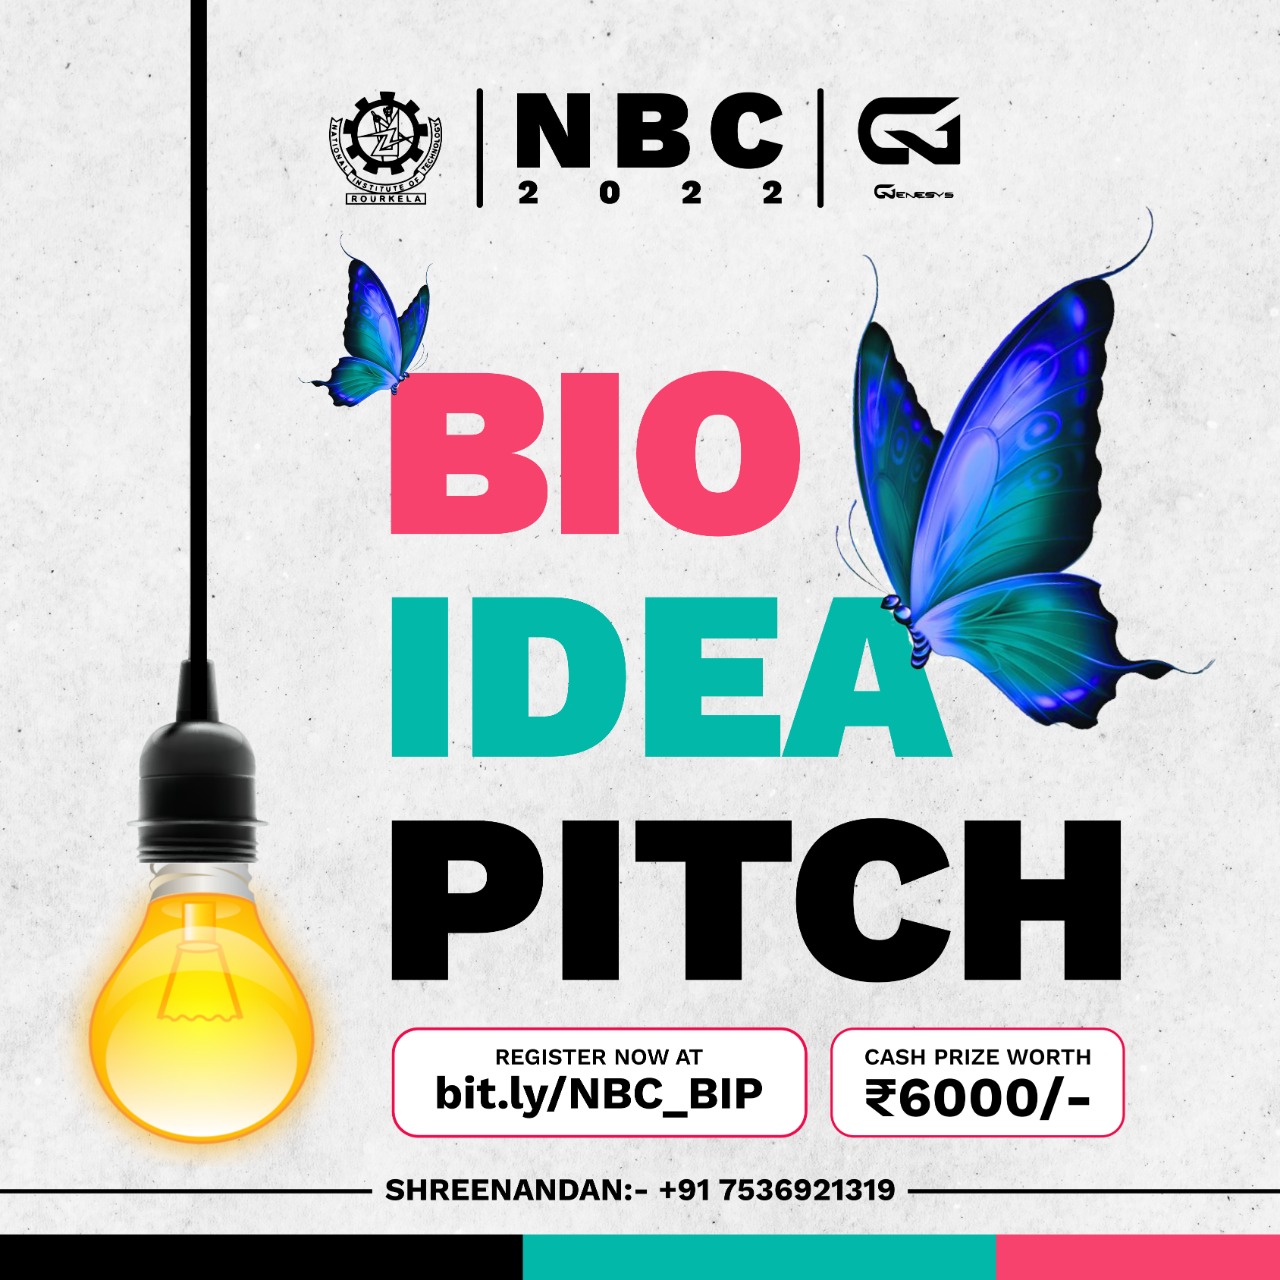 NATIONAL INSTITUTE OF TECHNOLOGY
ROURKELA
NBC
2022
GENESYS
BIO
IDEA
PITCH
REGISTER NOW AT
bit.ly/NBC_BIP
CASH PRIZE WORTH
₹6000/-
SHREENANDAN:- +91 7536921319